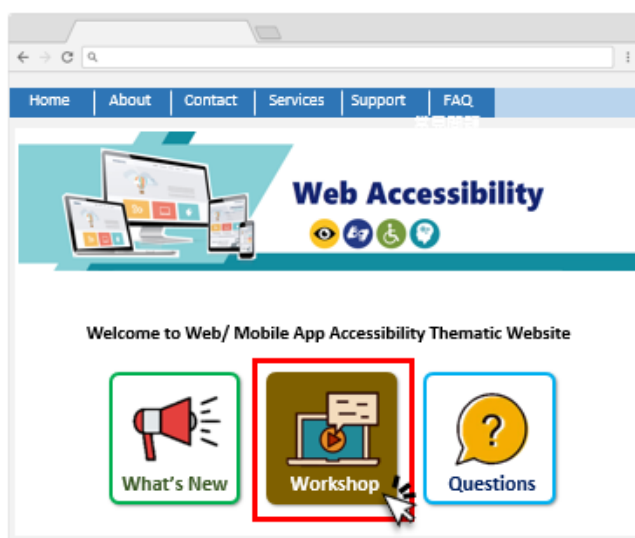 Home About Contact Services Support FAQ
Web Accessibility
Welcome to Web/ Mobile App Accessibility Thematic Website
What's New Workshop Questions